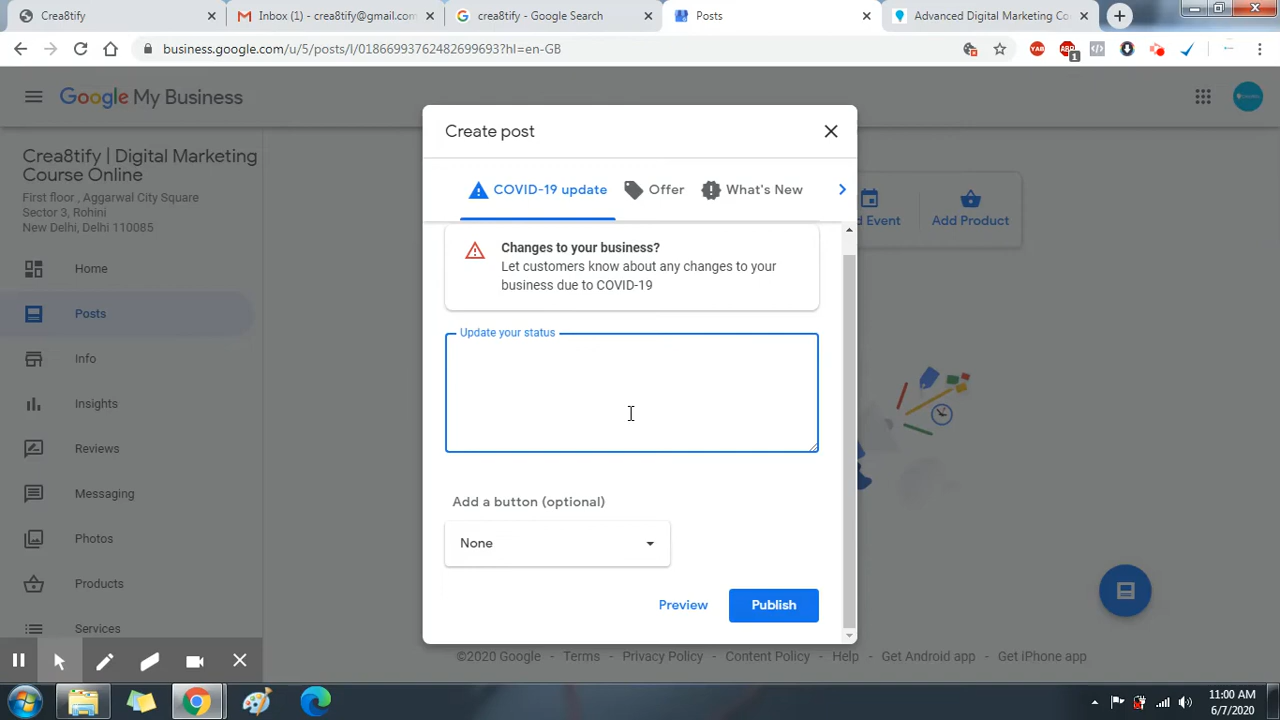 Crea8tify
Inbox (1) - crea8tify@gmail.com
crea8tify - Google Search
Posts
Advanced Digital Marketing Co
business.google.com/u/5/posts/l/01866993762482699693?hl=en-GB
YAB
ABP
1
Google My Business
Crea8tify | Digital Marketing
Course Online
First floor , Aggarwal City Square
Sector 3, Rohini
New Delhi, Delhi 110085
Home
Posts
Info
Insights
Reviews
Messaging
Photos
Products
Services
Create post
COVID-19 update
Offer
What's New
Changes to your business?
Let customers know about any changes to your
business due to COVID-19
Update your status
Add a button (optional)
None
Preview
Publish
d Event
Add Product
©2020 Google - Terms - Privacy Policy - Content Policy - Help - Get Android app - Get iPhone app
11:00 AM
6/7/2020